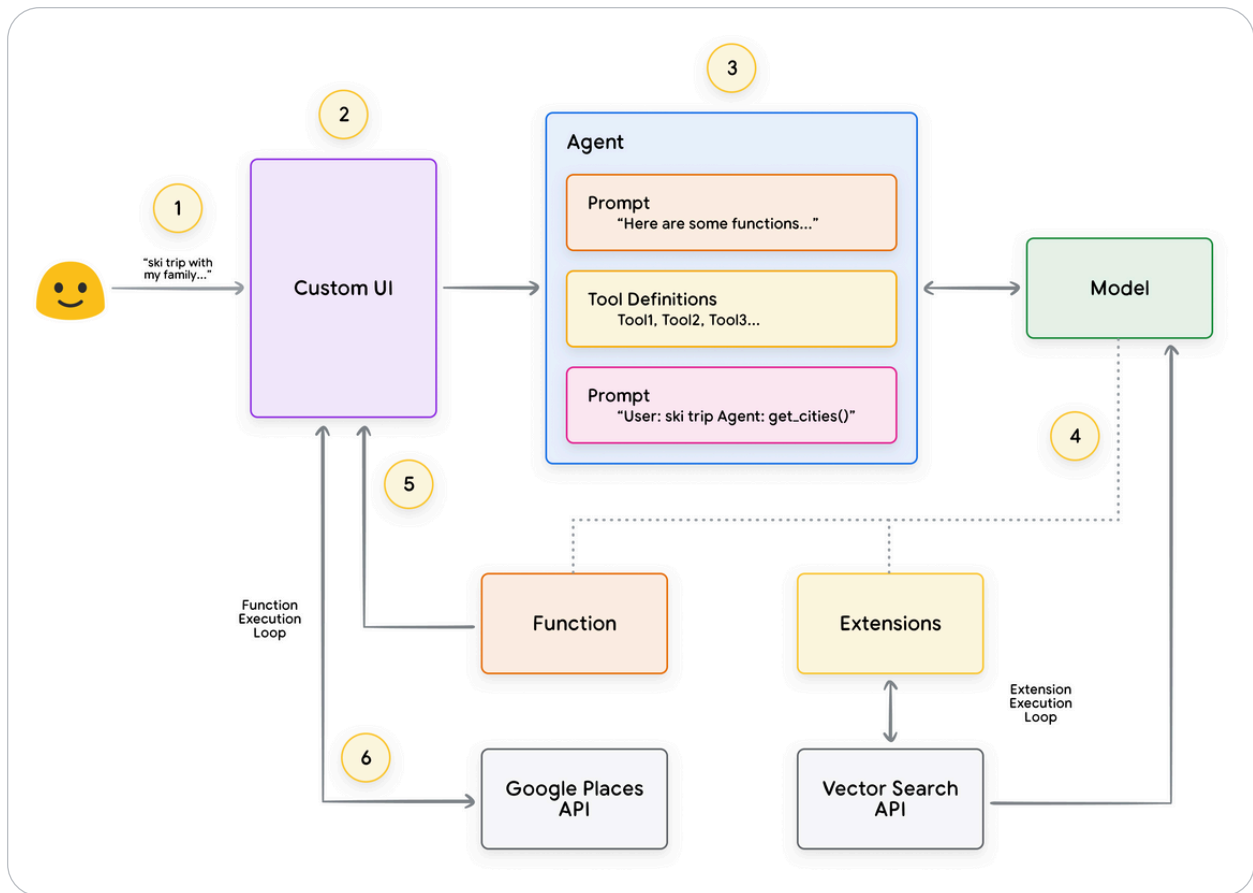 3
2
Agent
1
Prompt
“Here are some functions...”
“ski trip with
my family...”
Custom UI
Tool Definitions
Tool1, Tool2, Tool3...
Model
Prompt
“User: ski trip Agent: get_cities()”
4
5
Function
Execution
Loop
Function
Extensions
Extension
Execution
Loop
6
Google Places
API
Vector Search
API